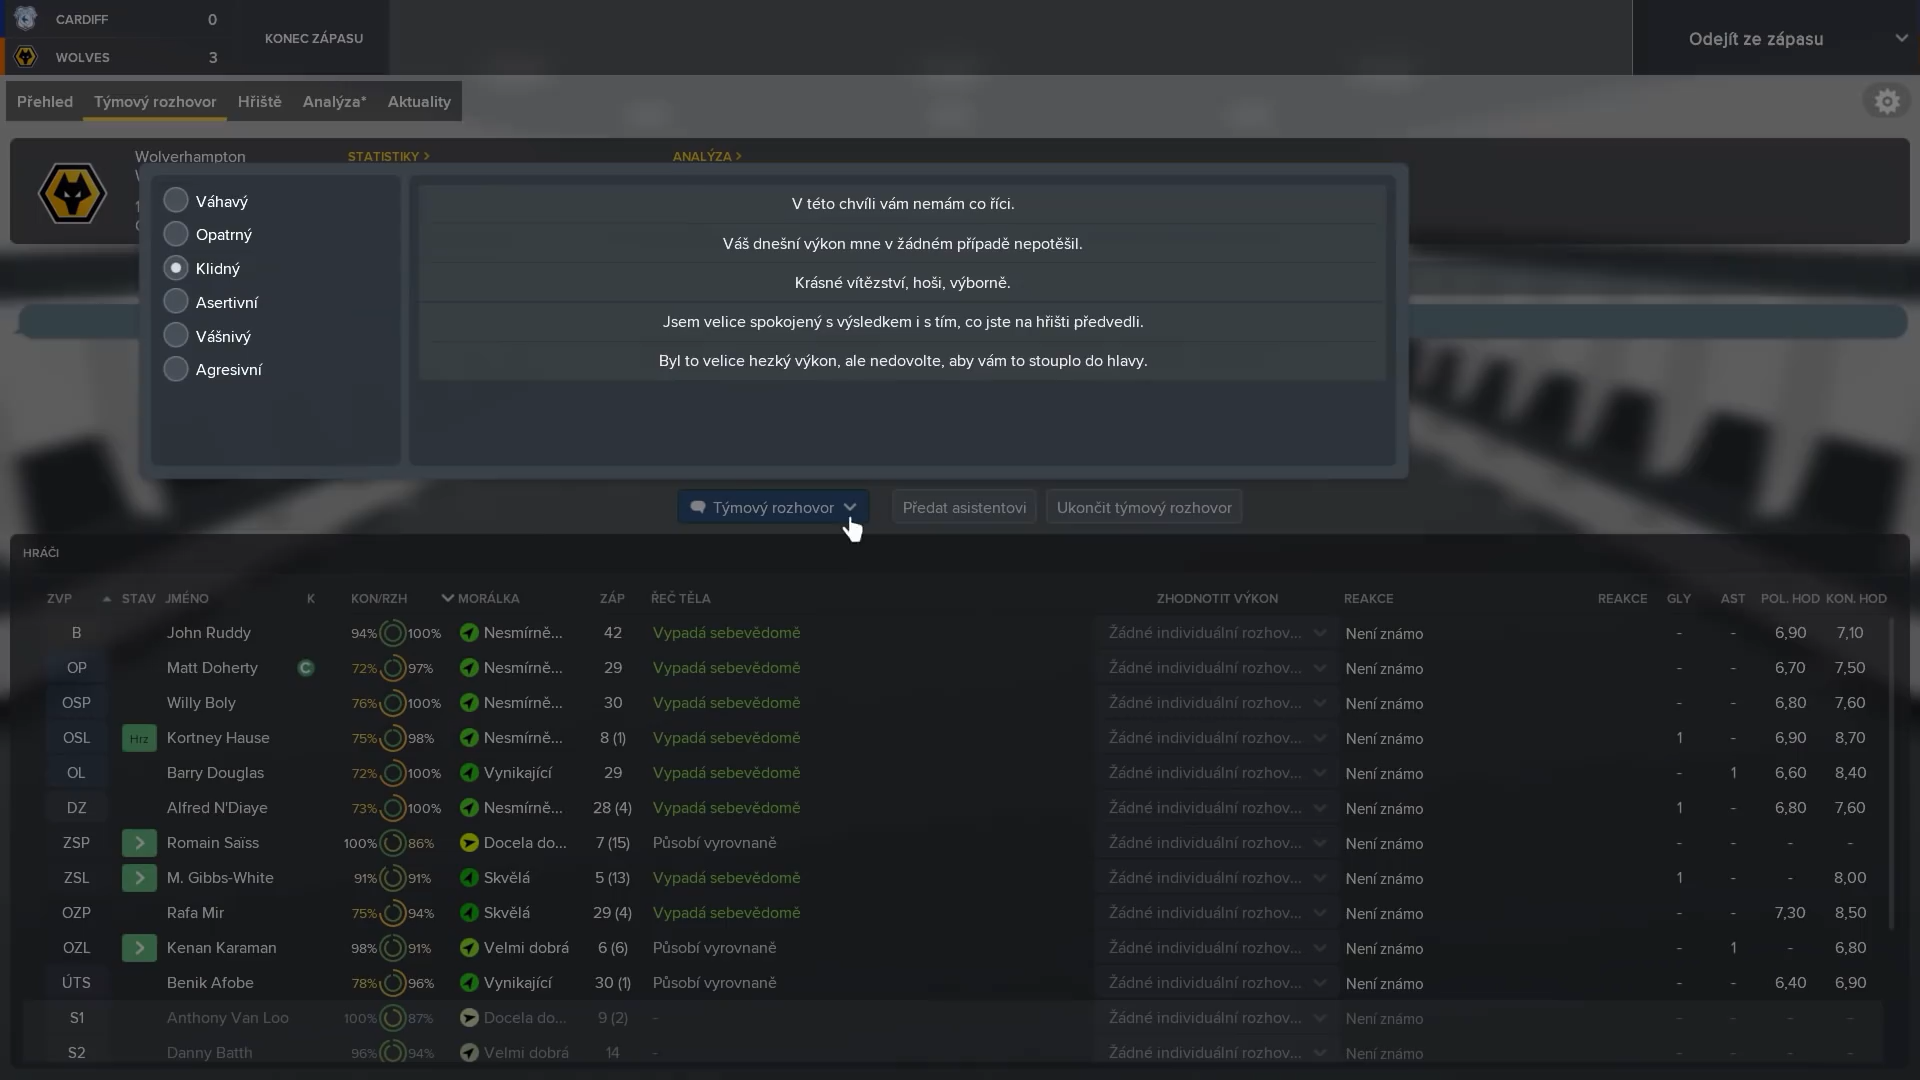 CARDIFF 0
WOLVES 3
KONEC ZÁPASU
Odejít ze zápasu
Přehled Týmový rozhovor Hřiště Analýza* Aktuality
Wolverhampton STATISTIKY > ANALÝZA >
Váhavý
Opatrný
Klidný
Asertivní
Vášnivý
Agresivní
V této chvíli vám nemám co říci.
Váš dnešní výkon mne v žádném případě nepotěšil.
Krásné vítězství, hoši, výborně.
Jsem velice spokojený s výsledkem i s tím, co jste na hřišti předvedli.
Byl to velice hezký výkon, ale nedovolte, aby vám to stouplo do hlavy.
Týmový rozhovor Předat asistentovi Ukončit týmový rozhovor
HRÁČI
ZVP STAV JMÉNO K KON/RZH MORÁLKA ZÁP ŘEČ TĚLA ZHODNOTIT VÝKON REAKCE REAKCE GLY AST POL. HOD KON. HOD
B John Ruddy 94% 100% Nesmírně... 42 Vypadá sebevědomě Žádné individuální rozhov... Není známo - - 6,90 7,10
OP Matt Doherty C 72% 97% Nesmírně... 29 Vypadá sebevědomě Žádné individuální rozhov... Není známo - - 6,70 7,50
OSP Willy Boly 76% 100% Nesmírně... 30 Vypadá sebevědomě Žádné individuální rozhov... Není známo - - 6,80 7,60
OSL Hrz Kortney Hause 75% 98% Nesmírně... 8 (1) Vypadá sebevědomě Žádné individuální rozhov... Není známo 1 - 6,90 8,70
OL Barry Douglas 72% 100% Vynikající 29 Vypadá sebevědomě Žádné individuální rozhov... Není známo - 1 6,60 8,40
DZ Alfred N'Diaye 73% 100% Nesmírně... 28 (4) Vypadá sebevědomě Žádné individuální rozhov... Není známo 1 - 6,80 7,60
ZSP Romain Saïss 100% 86% Docela do... 7 (15) Působí vyrovnaně Žádné individuální rozhov... Není známo - - - -
ZSL M. Gibbs-White 91% 91% Skvělá 5 (13) Vypadá sebevědomě Žádné individuální rozhov... Není známo 1 - - 8,00
OZP Rafa Mir 75% 94% Skvělá 29 (4) Vypadá sebevědomě Žádné individuální rozhov... Není známo - - 7,30 8,50
OZL Kenan Karaman 98% 91% Velmi dobrá 6 (6) Působí vyrovnaně Žádné individuální rozhov... Není známo - 1 - 6,80
ÚTS Benik Afobe 78% 96% Vynikající 30 (1) Působí vyrovnaně Žádné individuální rozhov... Není známo - - 6,40 6,90
S1 Anthony Van Loo 100% 87% Docela do... 9 (2) - Žádné individuální rozhov... Není známo - - - -
S2 Danny Batth 96% 94% Velmi dobrá 14 - Žádné individuální rozhov... Není známo - - - -